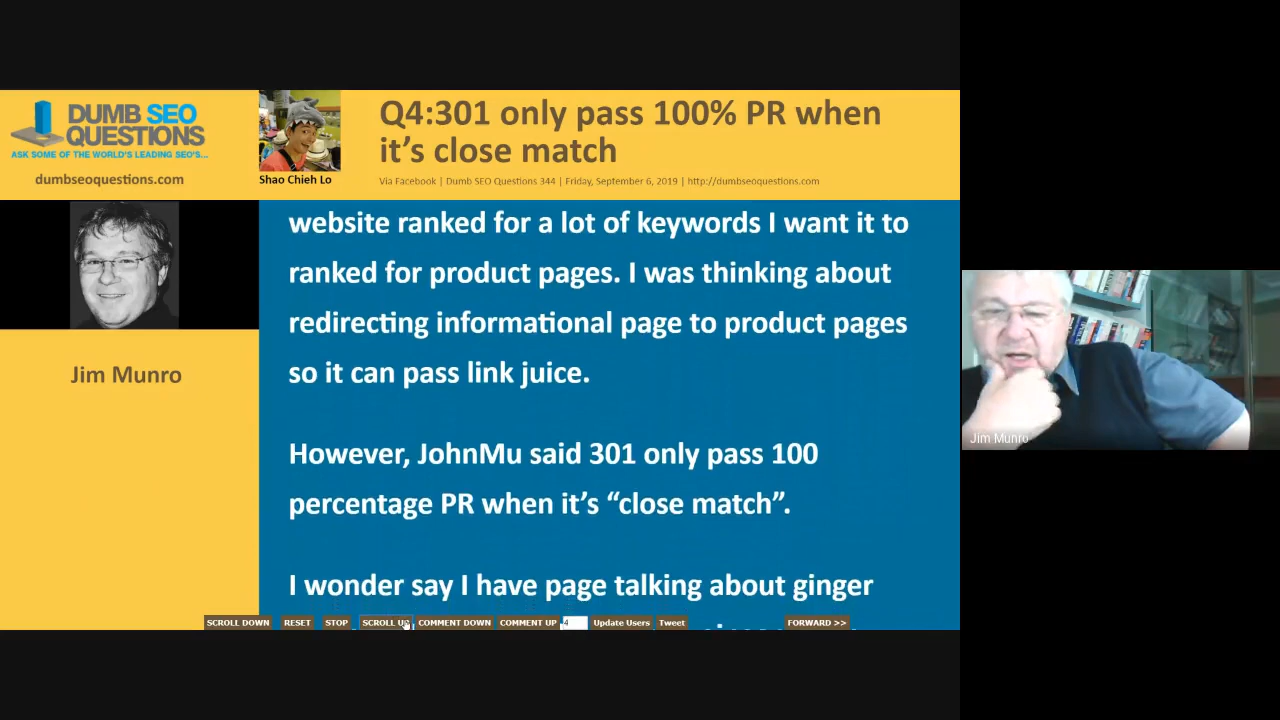 DUMB SEO
QUESTIONS
ASK SOME OF THE WORLD'S LEADING SEO'S...
dumbseoquestions.com
Shao Chieh Lo
Q4:301 only pass 100% PR when
it's close match
Via Facebook | Dumb SEO Questions 344 | Friday, September 6, 2019 | http://dumbseoquestions.com
Jim Munro
website ranked for a lot of keywords I want it to
ranked for product pages. I was thinking about
redirecting informational page to product pages
so it can pass link juice.
However, JohnMu said 301 only pass 100
percentage PR when it's “close match”.
I wonder say I have page talking about ginger
SCROLL DOWN RESET STOP SCROLL UP COMMENT DOWN COMMENT UP 4 Update Users Tweet FORWARD >>
Jim Munro